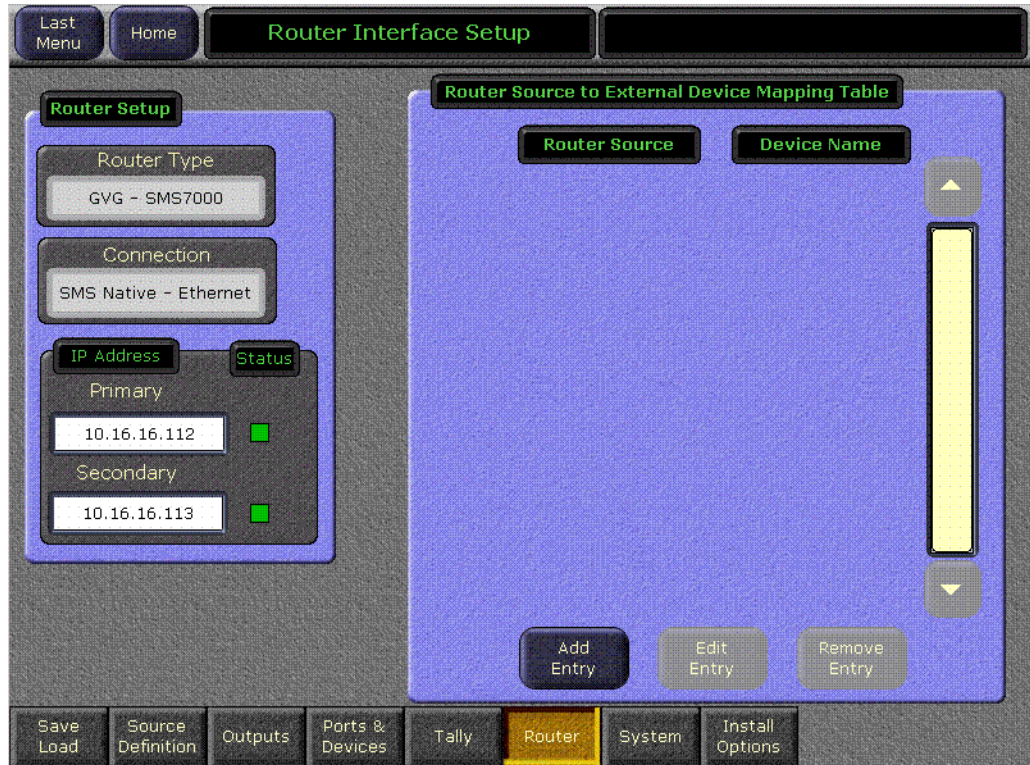 Last
Menu
Home
Router Interface Setup
Router Setup
Router Type
GVG - SMS7000
Connection
SMS Native - Ethernet
IP Address
Status
Primary
10.16.16.112
Secondary
10.16.16.113
Router Source to External Device Mapping Table
Router Source
Device Name
Add
Entry
Edit
Entry
Remove
Entry
Save
Load
Source
Definition
Outputs
Ports &
Devices
Tally
Router
System
Install
Options